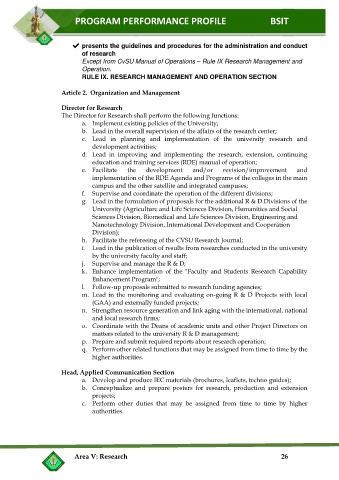 PROGRAM PERFORMANCE PROFILE BSIT
✔ presents the guidelines and procedures for the administration and conduct
of research
Except from CvSU Manual of Operations – Rule IX Research Management and
Operation.
RULE IX. RESEARCH MANAGEMENT AND OPERATION SECTION
Article 2. Organization and Management
Director for Research
The Director for Research shall perform the following functions:
a. Implement existing policies of the University;
b. Lead in the overall supervision of the affairs of the research center;
c. Lead in planning and implementation of the university research and
development activities;
d. Lead in improving and implementing the research, extension, continuing
education and training services (RDE) manual of operation;
e. Facilitate the development and/or revision/improvement and
implementation of the RDE Agenda and Programs of the colleges in the main
campus and the other satellite and integrated campuses;
f. Supervise and coordinate the operation of the different divisions;
g. Lead in the formulation of proposals for the additional R & D Divisions of the
University (Agriculture and Life Sciences Division, Humanities and Social
Sciences Division, Biomedical and Life Sciences Division, Engineering and
Nanotechnology Division, International Development and Cooperation
Division);
h. Facilitate the refereeing of the CVSU Research Journal;
i. Lead in the publication of results from researches conducted in the university
by the university faculty and staff;
j. Supervise and manage the R & D;
k. Enhance implementation of the "Faculty and Students Research Capability
Enhancement Program";
l. Follow-up proposals submitted to research funding agencies;
m. Lead in the monitoring and evaluating on-going R & D Projects with local
(GAA) and externally funded projects;
n. Strengthen resource generation and link aging with the international, national
and local research firms;
o. Coordinate with the Deans of academic units and other Project Directors on
matters related to the university R & D management;
p. Prepare and submit required reports about research operation;
q. Perform other related functions that may be assigned from time to time by the
higher authorities.
Head, Applied Communication Section
a. Develop and produce IEC materials (brochures, leaflets, techno guides);
b. Conceptualize and prepare posters for research, production and extension
projects;
c. Perform other duties that may be assigned from time to time by higher
authorities.
Area V: Research 26